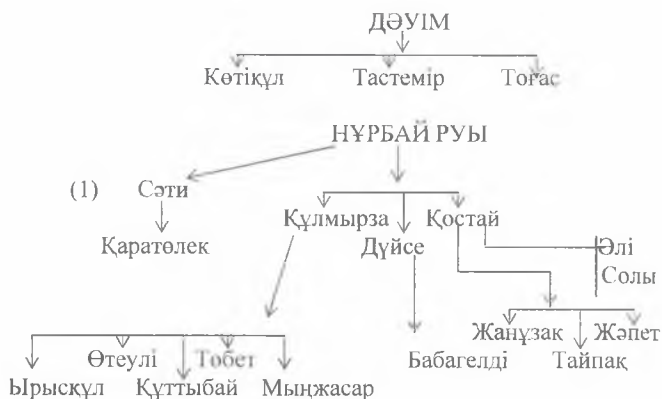 ДӘУІМ
Көтіқұл Тастемір Тоғас
НҰРБАЙ РУЫ
(1) Сәти
Құлмырза Қостай
Қаратөлек Дүйсе Әлі
Солы
Жанұзак Жәпет
Өтеулі Тобет Бабагелді Тайпақ
Ырысқұл Құттыбай Мыңжасар